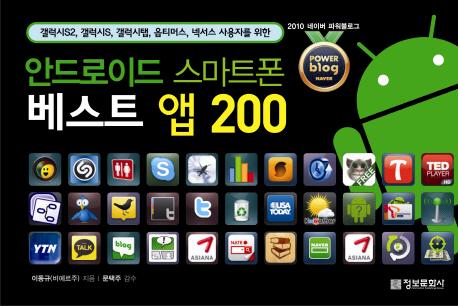 갤럭시S2, 갤럭시S, 갤럭시탭, 옵티머스, 넥서스 사용자를 위한
2010 네이버 파워블로그
POWER
blog
NAVER
안드로이드 스마트폰
베스트 앱 200
FREE
TED
PLAYER
HD
USA
TODAY
YTN
TALK
blog
ASIANA
NATE
NAVER
ASIANA
이동규(비에르주) 지음 | 문택주 감수
정보문화사